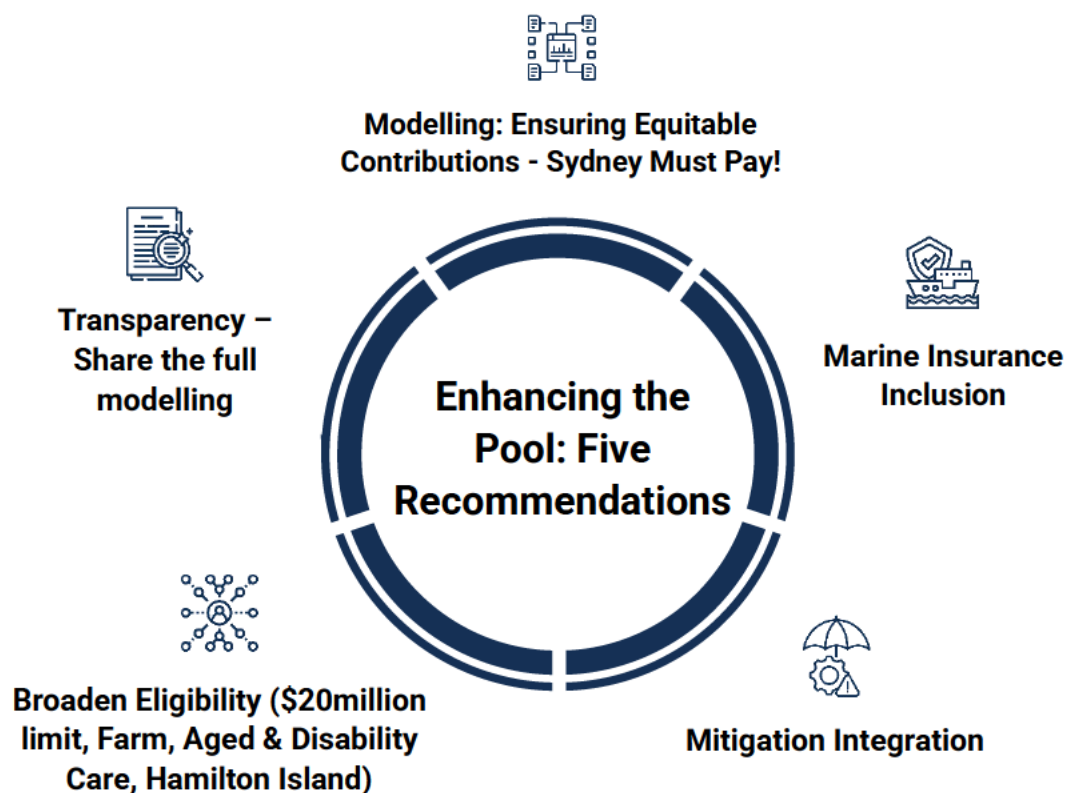 Modelling: Ensuring Equitable
Contributions - Sydney Must Pay!
Transparency –
Share the full
modelling
Marine Insurance
Inclusion
Enhancing the
Pool: Five
Recommendations
Broaden Eligibility ($20million
limit, Farm, Aged & Disability
Care, Hamilton Island)
Mitigation Integration